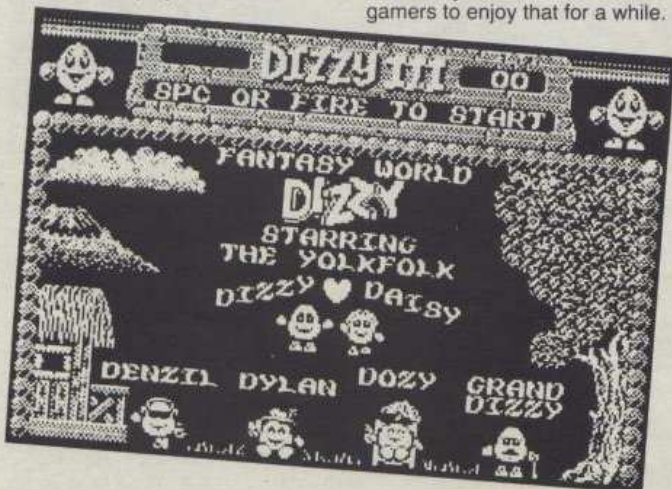 gamers to enjoy that for a while.
DIZZY III
00
SPC OR FIRE TO START
FANTASY WORLD
DIZZY
STARRING
THE YOLKFOLK
DIZZY DAISY
DENZIL DYLAN DOZY GRAND
DIZZY